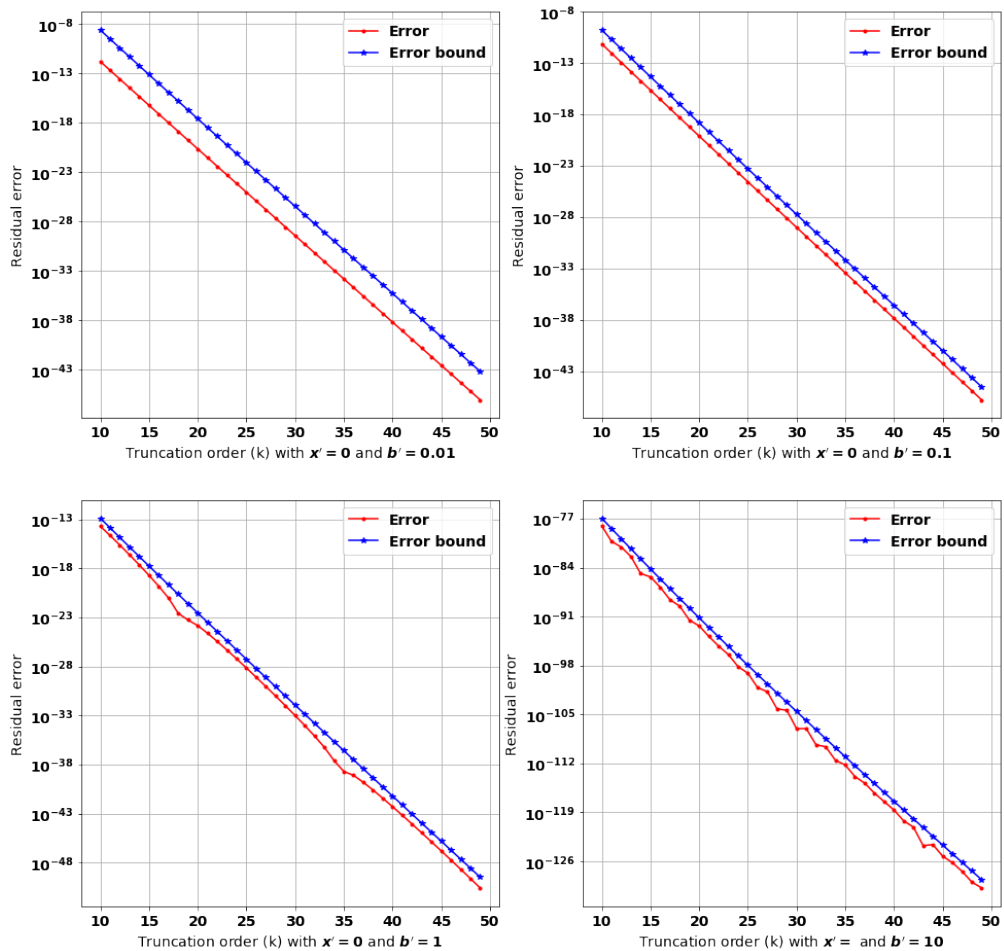 Error
Error bound
10⁻⁸
10⁻¹³
10⁻¹⁸
10⁻²³
10⁻²⁸
10⁻³³
10⁻³⁸
10⁻⁴³
Residual error
10 15 20 25 30 35 40 45 50
Truncation order (k) with x′ = 0 and b′ = 0.01
Error
Error bound
10⁻⁸
10⁻¹³
10⁻¹⁸
10⁻²³
10⁻²⁸
10⁻³³
10⁻³⁸
10⁻⁴³
Residual error
10 15 20 25 30 35 40 45 50
Truncation order (k) with x′ = 0 and b′ = 0.1
Error
Error bound
10⁻¹³
10⁻¹⁸
10⁻²³
10⁻²⁸
10⁻³³
10⁻³⁸
10⁻⁴³
10⁻⁴⁸
Residual error
10 15 20 25 30 35 40 45 50
Truncation order (k) with x′ = 0 and b′ = 1
Error
Error bound
10⁻⁷⁷
10⁻⁸⁴
10⁻⁹¹
10⁻⁹⁸
10⁻¹⁰⁵
10⁻¹¹²
10⁻¹¹⁹
10⁻¹²⁶
Residual error
10 15 20 25 30 35 40 45 50
Truncation order (k) with x′ = and b′ = 10